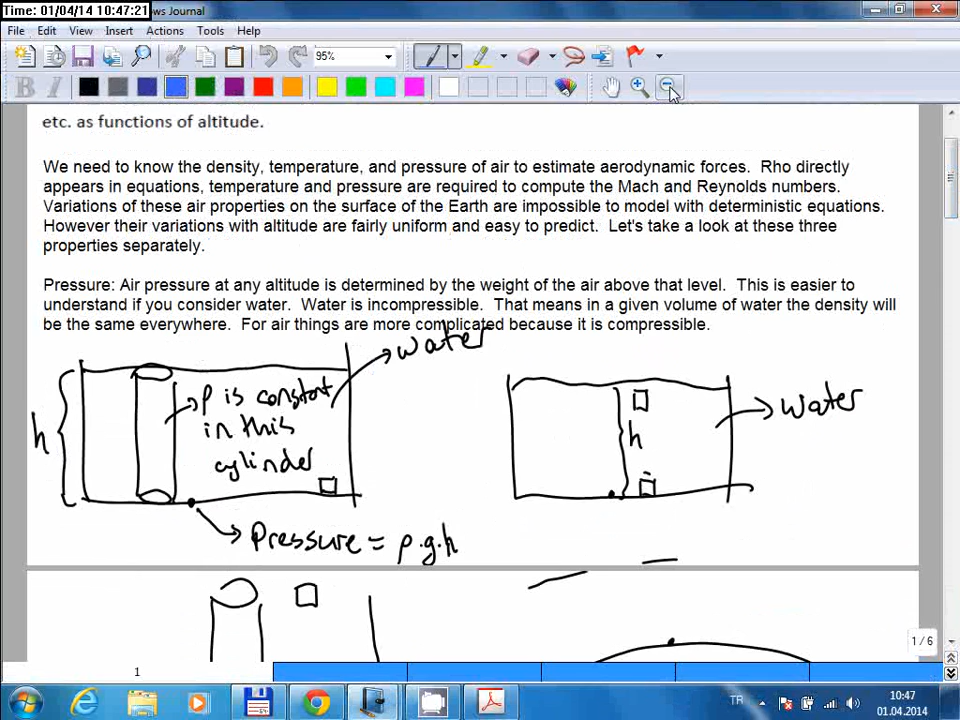 Time: 01/04/14 10:47:21 ows Journal
File Edit View Insert Actions Tools Help
95%
etc. as functions of altitude.
We need to know the density, temperature, and pressure of air to estimate aerodynamic forces. Rho directly
appears in equations, temperature and pressure are required to compute the Mach and Reynolds numbers.
Variations of these air properties on the surface of the Earth are impossible to model with deterministic equations.
However their variations with altitude are fairly uniform and easy to predict. Let's take a look at these three
properties separately.
Pressure: Air pressure at any altitude is determined by the weight of the air above that level. This is easier to
understand if you consider water. Water is incompressible. That means in a given volume of water the density will
be the same everywhere. For air things are more complicated because it is compressible.
water
h
ρ is constant
in this
cylinder
h
water
Pressure = ρ.g.h
1 / 6
1
TR
10:47
01.04.2014